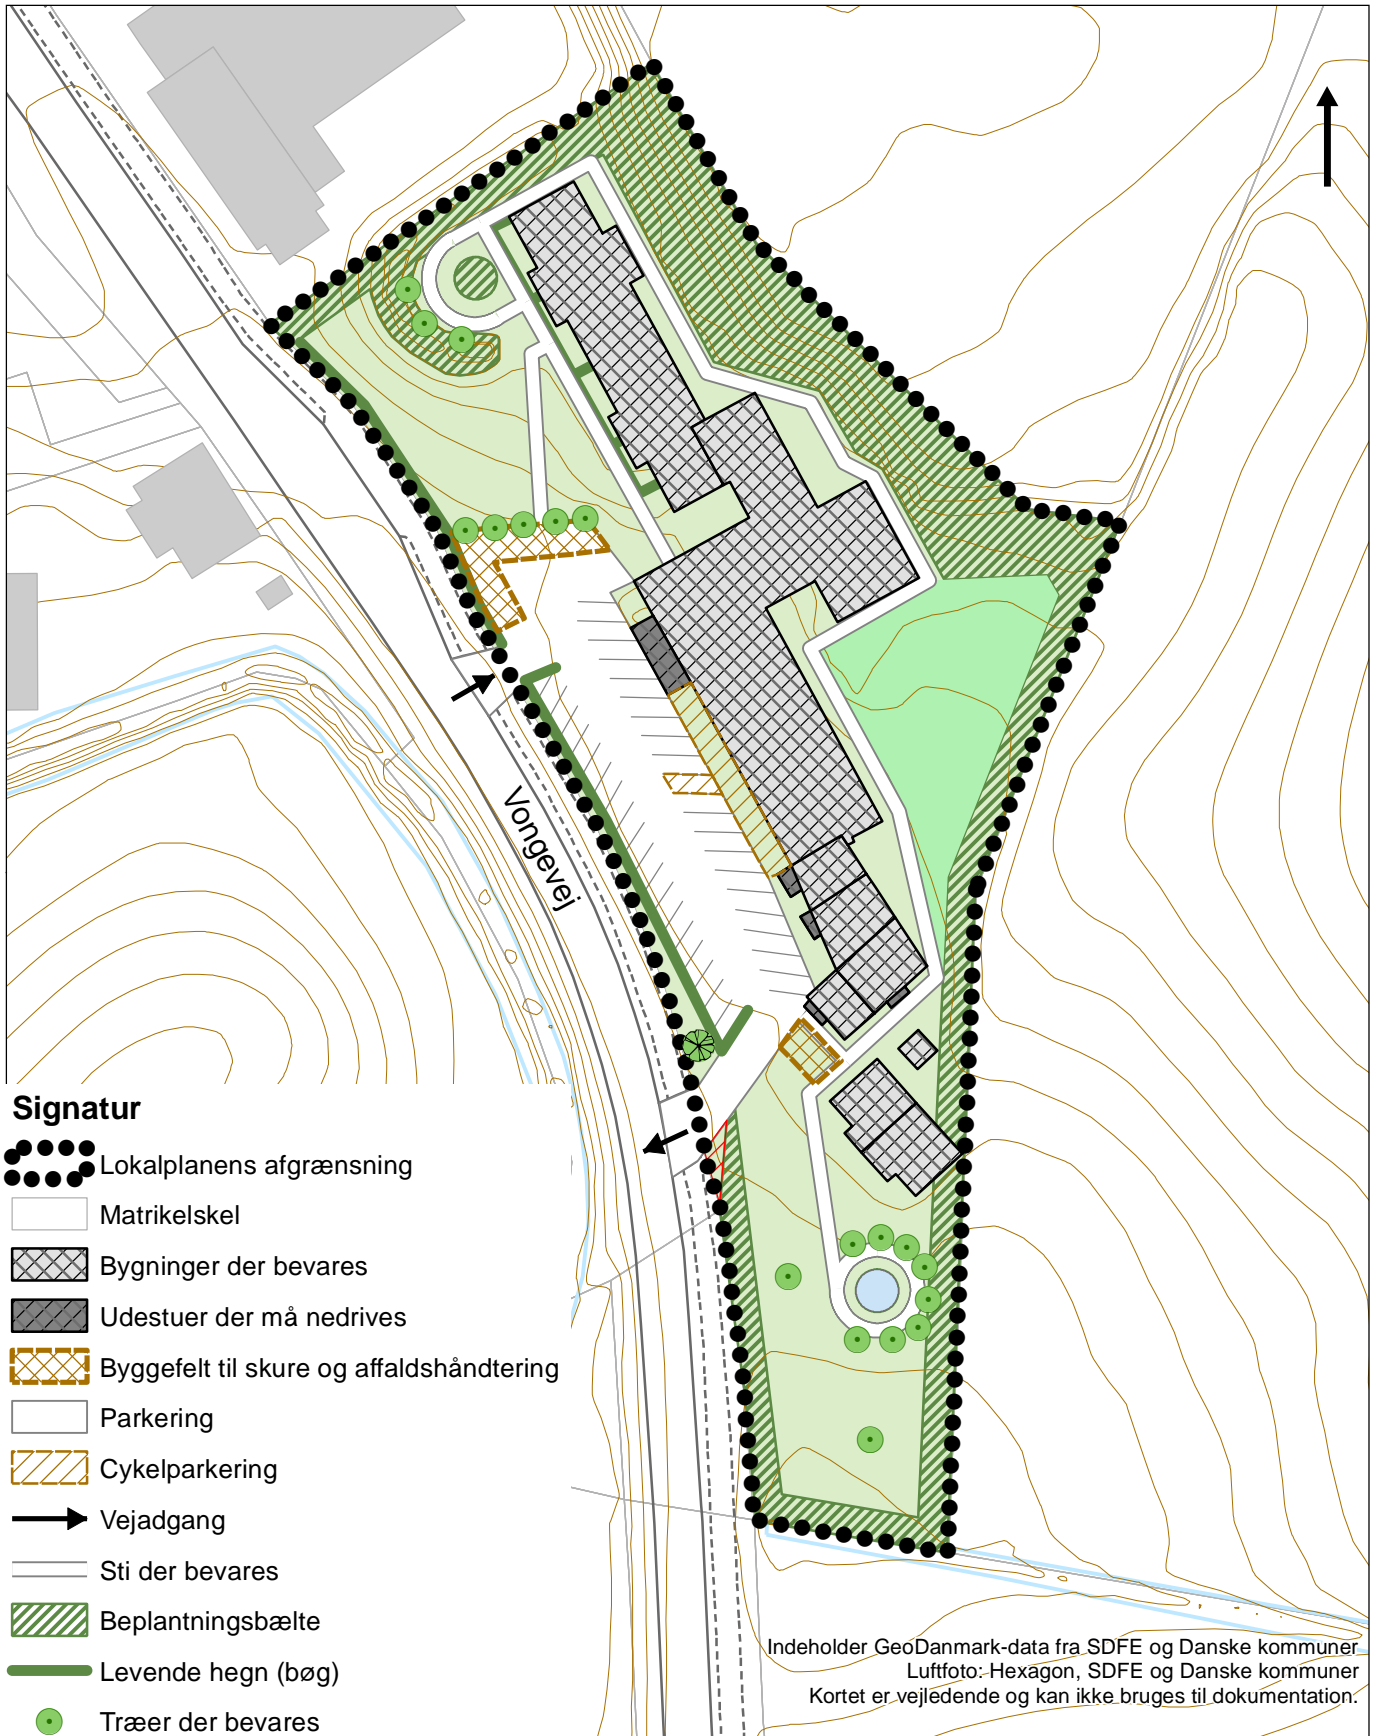 Vongevej
Signatur
Lokalplanens afgrænsning
Matrikelskel
Bygninger der bevares
Udestuer der må nedrives
Byggefelt til skure og affaldshåndtering
Parkering
Cykelparkering
Vejadgang
Sti der bevares
Beplantningsbælte
Levende hegn (bøg)
Træer der bevares
Indeholder GeoDanmark-data fra SDFE og Danske kommuner
Luftfoto: Hexagon, SDFE og Danske kommuner
Kortet er vejledende og kan ikke bruges til dokumentation.